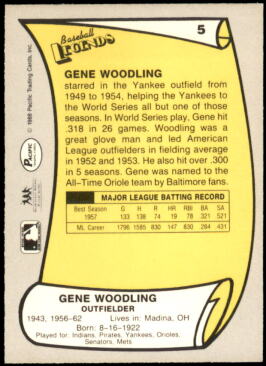 5
Baseball
LEGENDS
GENE WOODLING
starred in the Yankee outfield from
1949 to 1954, helping the Yankees to
the World Series all but one of those
seasons. In World Series play, Gene hit
.318 in 26 games. Woodling was a
great glove man and led American
League outfielders in fielding average
in 1952 and 1953. He also hit over .300
in 5 seasons. Gene was named to the
All-Time Oriole team by Baltimore fans.
MAJOR LEAGUE BATTING RECORD
Best Season G H R 2B HR RBI BA SA
1957 133 138 74 19 78 .321 .521
ML Career 1796 1585 830 147 830 .284 .431
GENE WOODLING
OUTFIELDER
1943, 1956-62 Lives in: Madina, OH
Born: 8-16-1922
Played for: Indians, Pirates, Yankees, Orioles,
Senators, Mets
© 1988 Pacific Trading Cards, Inc.
PACIFIC